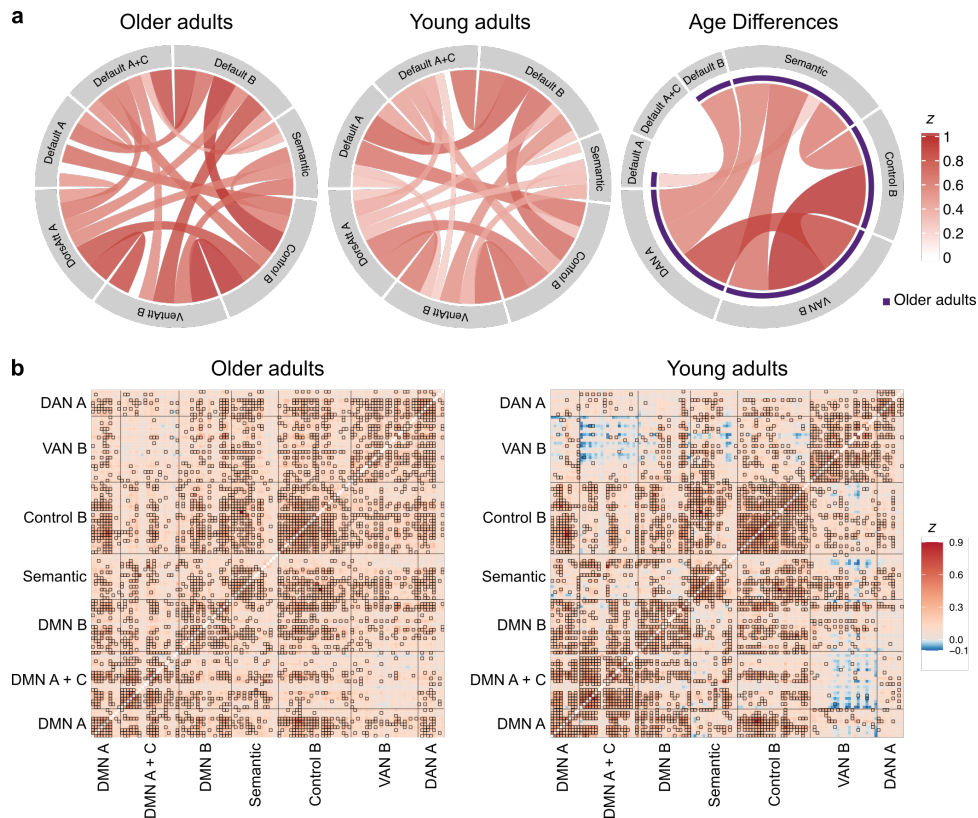 a
Older adults
Young adults
Age Differences
Default A+C
Default B
Default A
Semantic
DorsAtt A
Control B
VentAtt B
Default A+C
Default B
Default A
Semantic
DorsAtt A
Control B
VentAtt B
Semantic
Default B
Default A+C
Default A
Control B
DAN A
VAN B
z
1
0.8
0.6
0.4
0.2
0
Older adults
b
Older adults
Young adults
DAN A
VAN B
Control B
Semantic
DMN B
DMN A + C
DMN A
DMN A
DMN A + C
DMN B
Semantic
Control B
VAN B
DAN A
DAN A
VAN B
Control B
Semantic
DMN B
DMN A + C
DMN A
DMN A
DMN A + C
DMN B
Semantic
Control B
VAN B
DAN A
z
0.9
0.6
0.3
0.0
−0.1